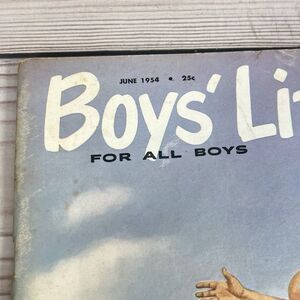 JUNE 1954 • 25c
Boys' Li
FOR ALL BOYS